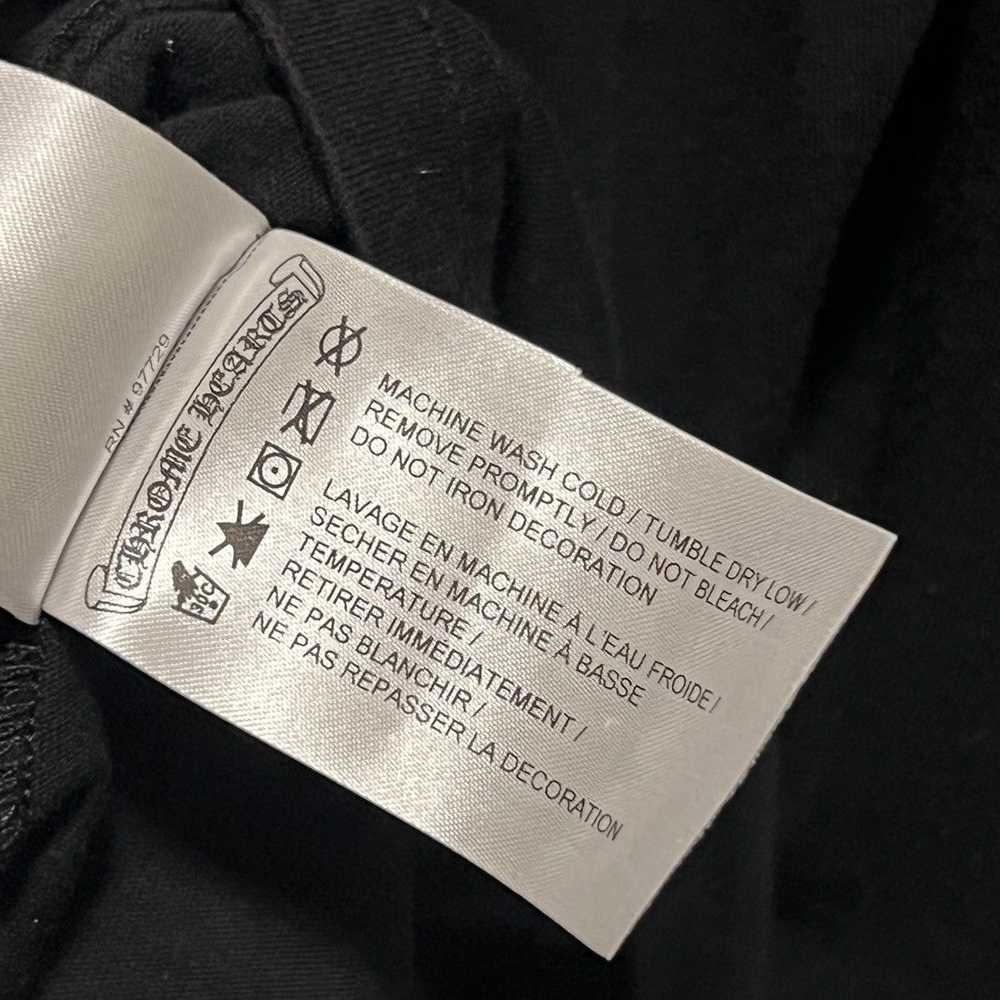 RN # 97729
CHROME HEARTS
MACHINE WASH COLD / TUMBLE DRY LOW /
REMOVE PROMPTLY / DO NOT BLEACH /
DO NOT IRON DECORATION
LAVAGE EN MACHINE À L'EAU FROIDE /
SECHER EN MACHINE À BASSE
TEMPERATURE /
RETIRER IMMÉDIATEMENT /
NE PAS BLANCHIR /
NE PAS REPASSER LA DECORATION
30C